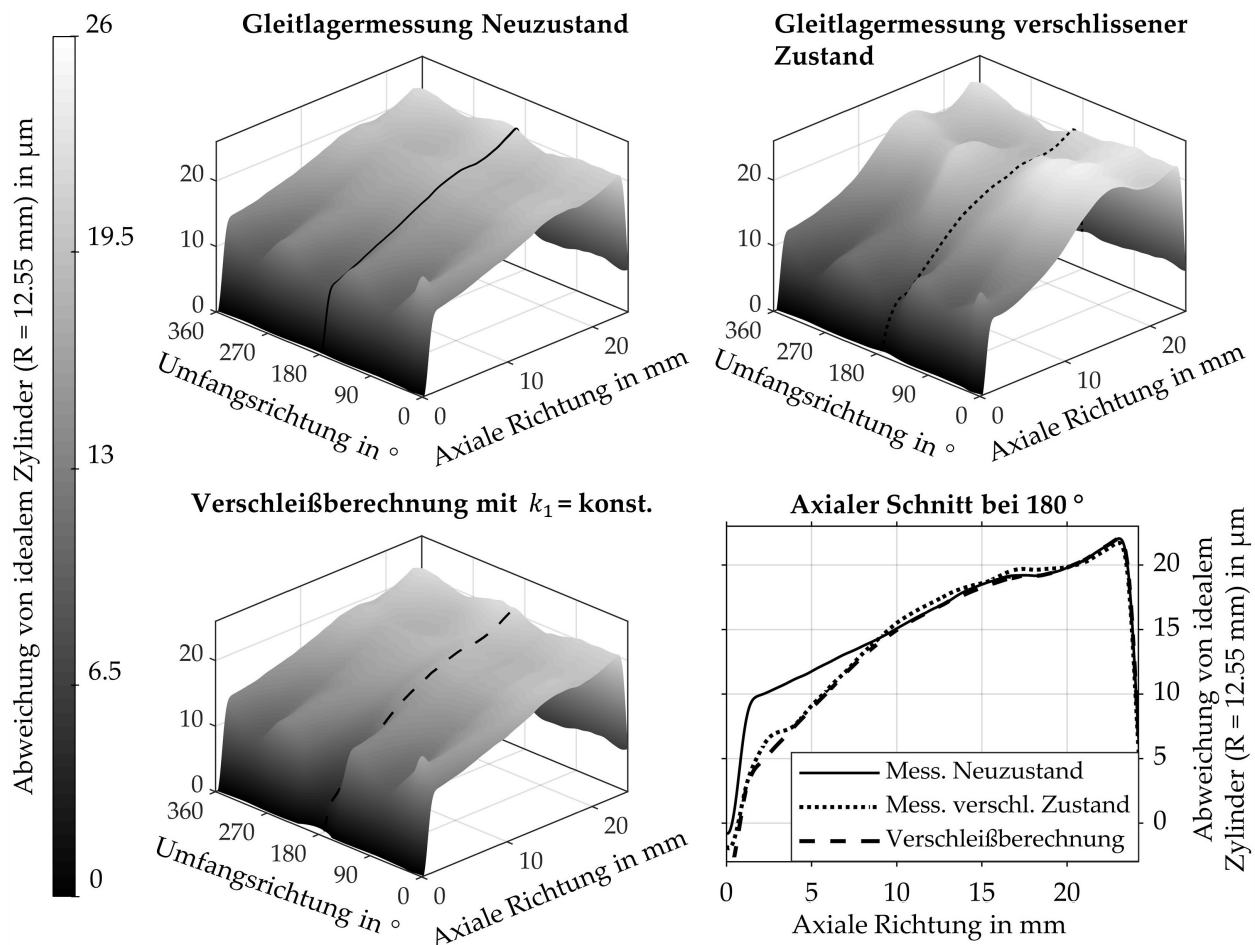 Abweichung von idealem Zylinder (R = 12.55 mm) in µm
26
19.5
13
6.5
0
Gleitlagermessung Neuzustand
20
10
0
360
270
180
90
0
0
10
20
Umfangsrichtung in °
Axiale Richtung in mm
Gleitlagermessung verschlissener
Zustand
20
10
0
360
270
180
90
0
0
10
20
Umfangsrichtung in °
Axiale Richtung in mm
Verschleißberechnung mit k₁ = konst.
20
10
0
360
270
180
90
0
0
10
20
Umfangsrichtung in °
Axiale Richtung in mm
Axialer Schnitt bei 180 °
20
15
10
5
0
Mess. Neuzustand
Mess. verschl. Zustand
Verschleißberechnung
0
5
10
15
20
Axiale Richtung in mm
Abweichung von idealem
Zylinder (R = 12.55 mm) in µm